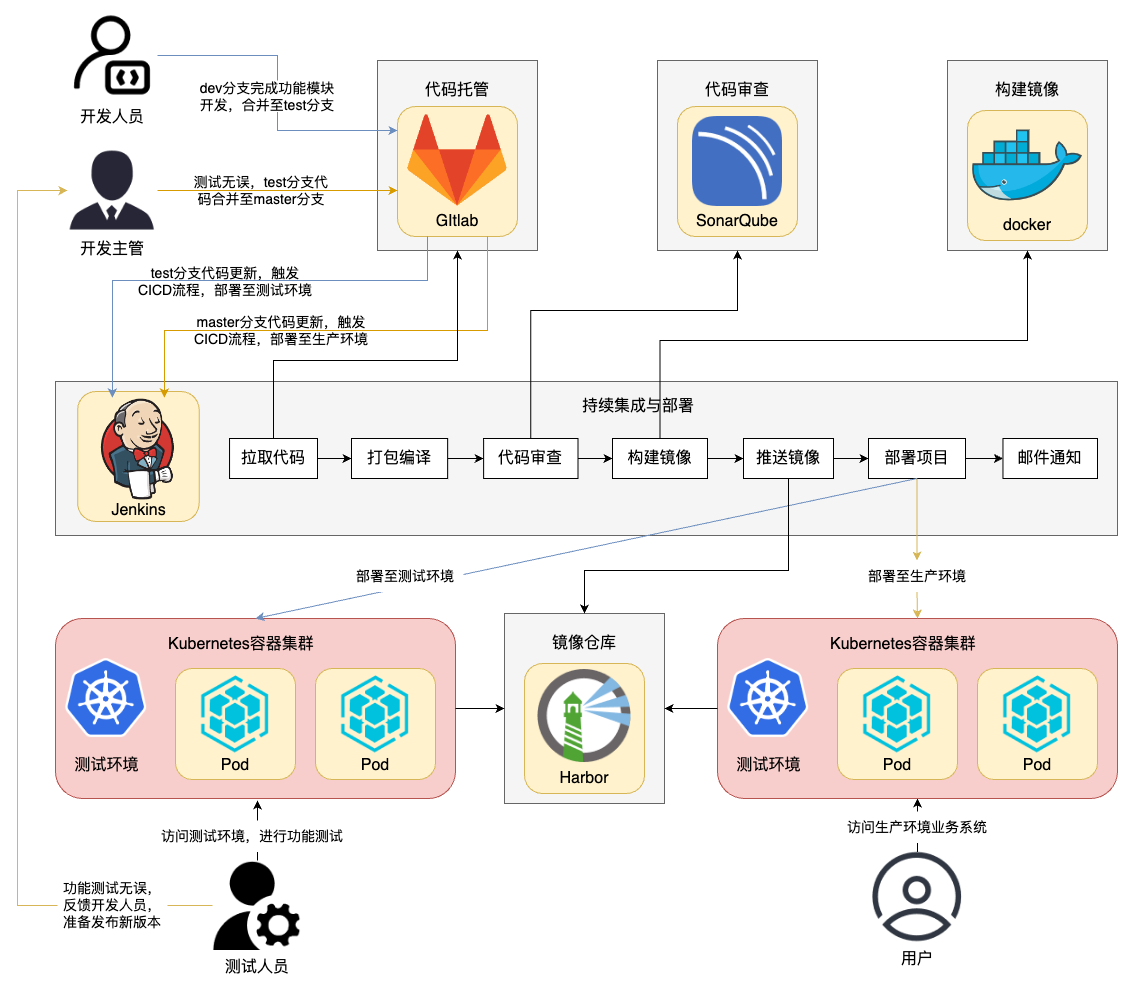 开发人员
dev分支完成功能模块
开发，合并至test分支
代码托管
GItlab
代码审查
SonarQube
构建镜像
docker
开发主管
测试无误，test分支代
码合并至master分支
test分支代码更新，触发
CICD流程，部署至测试环境
master分支代码更新，触发
CICD流程，部署至生产环境
持续集成与部署
Jenkins
拉取代码
打包编译
代码审查
构建镜像
推送镜像
部署项目
邮件通知
部署至测试环境
部署至生产环境
Kubernetes容器集群
测试环境
Pod
Pod
镜像仓库
Harbor
Kubernetes容器集群
测试环境
Pod
Pod
访问测试环境，进行功能测试
访问生产环境业务系统
功能测试无误，
反馈开发人员，
准备发布新版本
测试人员
用户